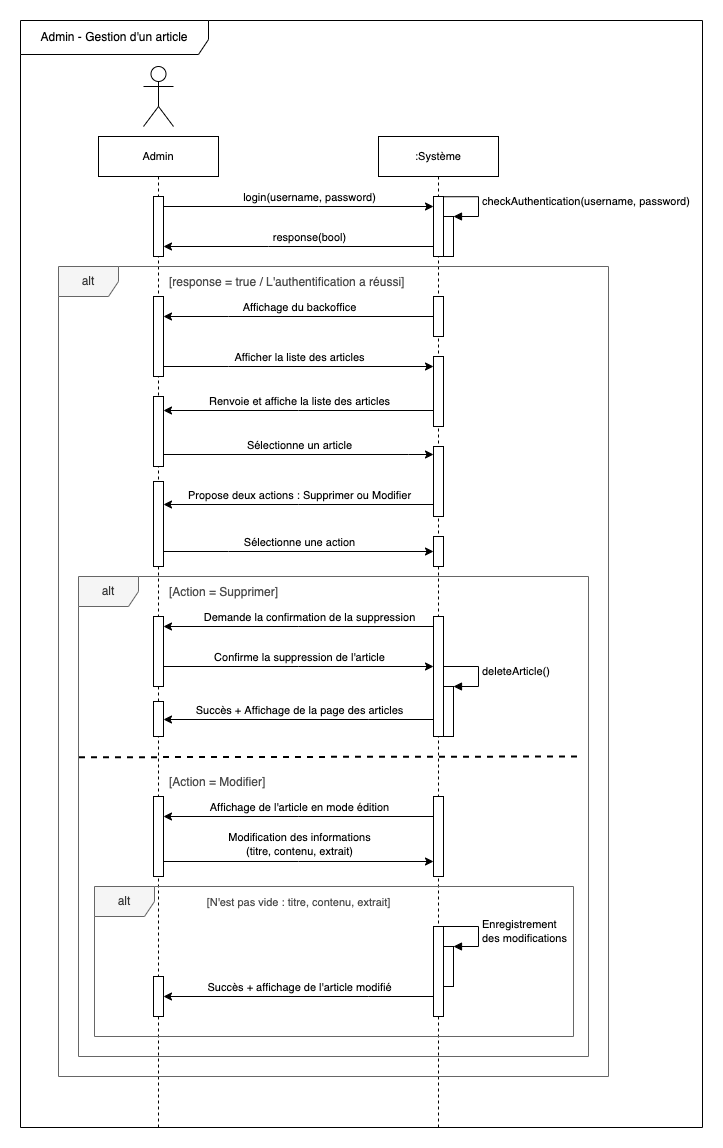 Admin - Gestion d'un article
Admin
:Système
login(username, password)
checkAuthentication(username, password)
response(bool)
alt
[response = true / L'authentification a réussi]
Affichage du backoffice
Afficher la liste des articles
Renvoie et affiche la liste des articles
Sélectionne un article
Propose deux actions : Supprimer ou Modifier
Sélectionne une action
alt
[Action = Supprimer]
Demande la confirmation de la suppression
Confirme la suppression de l'article
deleteArticle()
Succès + Affichage de la page des articles
[Action = Modifier]
Affichage de l'article en mode édition
Modification des informations
(titre, contenu, extrait)
alt
[N'est pas vide : titre, contenu, extrait]
Enregistrement
des modifications
Succès + affichage de l'article modifié